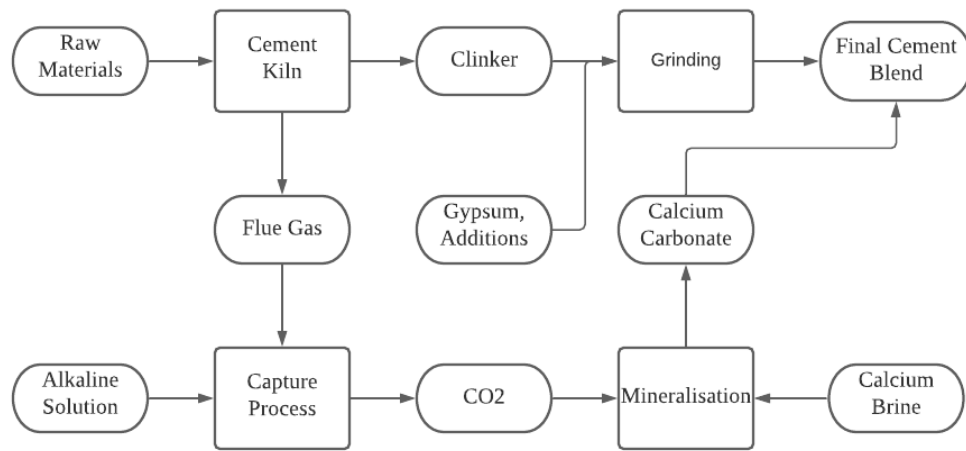 Raw
Materials
Cement
Kiln
Clinker
Grinding
Final Cement
Blend
Flue Gas
Gypsum,
Additions
Calcium
Carbonate
Alkaline
Solution
Capture
Process
CO2
Mineralisation
Calcium
Brine